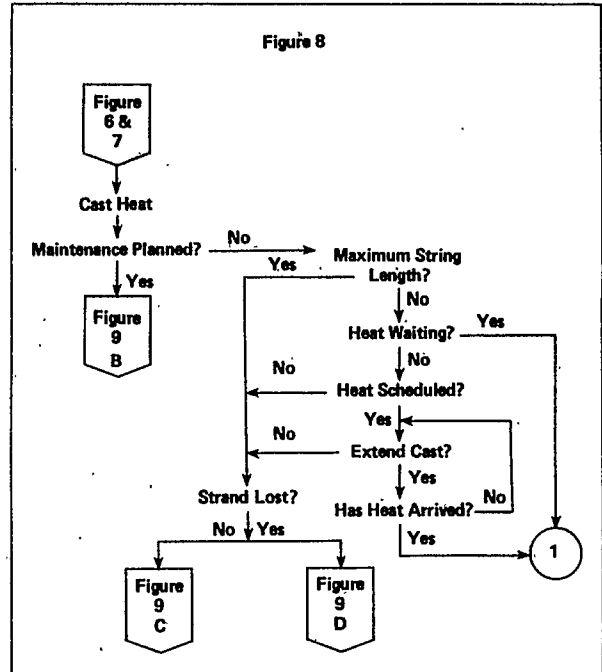 Figure 8
Figure
6 &
7
Cast Heat
Maintenance Planned?
No
Yes
Figure
9
B
Maximum String
Length?
Yes
No
Heat Waiting?
Yes
No
Heat Scheduled?
No
Yes
Extend Cast?
No
Yes
Has Heat Arrived?
No
Yes
1
Strand Lost?
No
Yes
Figure
9
C
Figure
9
D